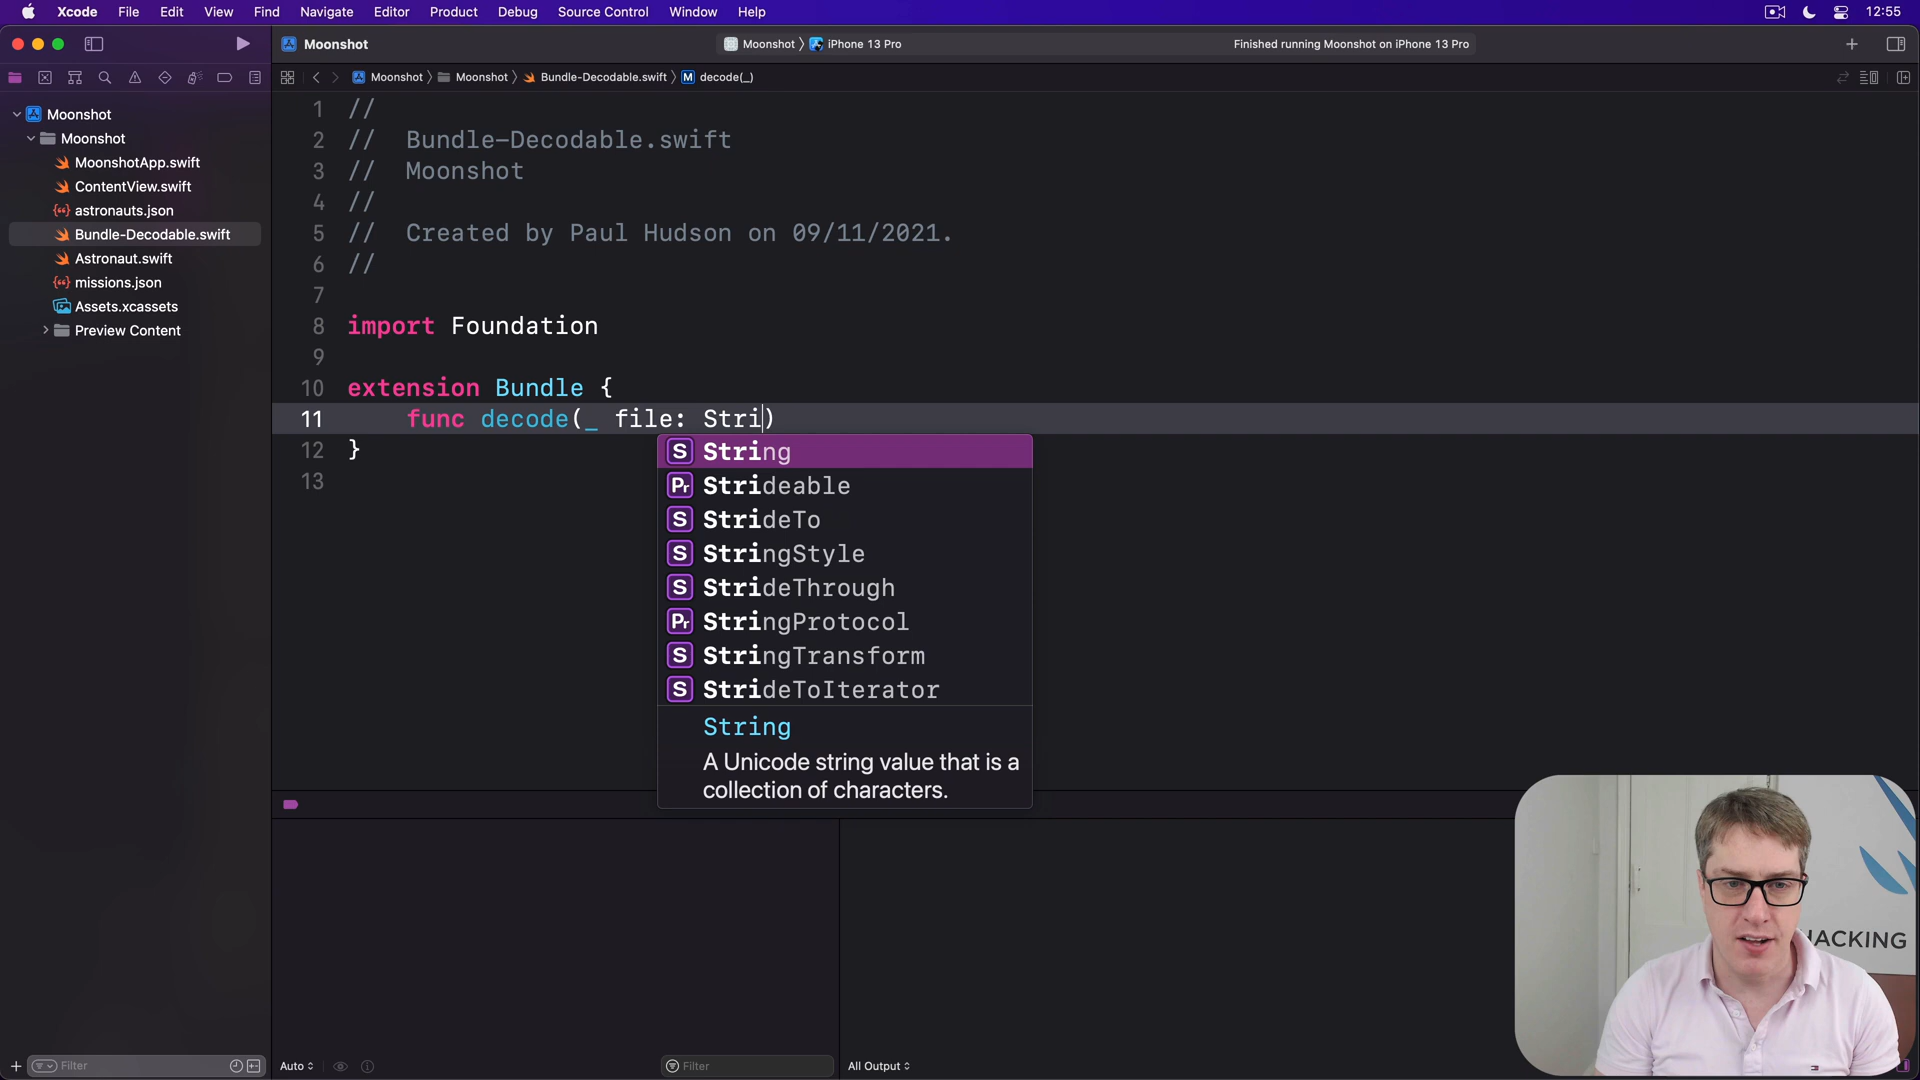 Xcode File Edit View Find Navigate Editor Product Debug Source Control Window Help 12:55
Moonshot Moonshot 〉 iPhone 13 Pro Finished running Moonshot on iPhone 13 Pro
Moonshot 〉 Moonshot 〉 Bundle-Decodable.swift 〉 M decode(_)
Moonshot
Moonshot
MoonshotApp.swift
ContentView.swift
astronauts.json
Bundle-Decodable.swift
Astronaut.swift
missions.json
Assets.xcassets
Preview Content
1 //
2 // Bundle-Decodable.swift
3 // Moonshot
4 //
5 // Created by Paul Hudson on 09/11/2021.
6 //
7
8 import Foundation
9
10 extension Bundle {
11 func decode(_ file: Stri)
12 }
13
S String
Pr Strideable
S StrideTo
S StringStyle
S StrideThrough
Pr StringProtocol
S StringTransform
S StrideToIterator
String
A Unicode string value that is a
collection of characters.
HACKING
Filter Auto Filter All Output